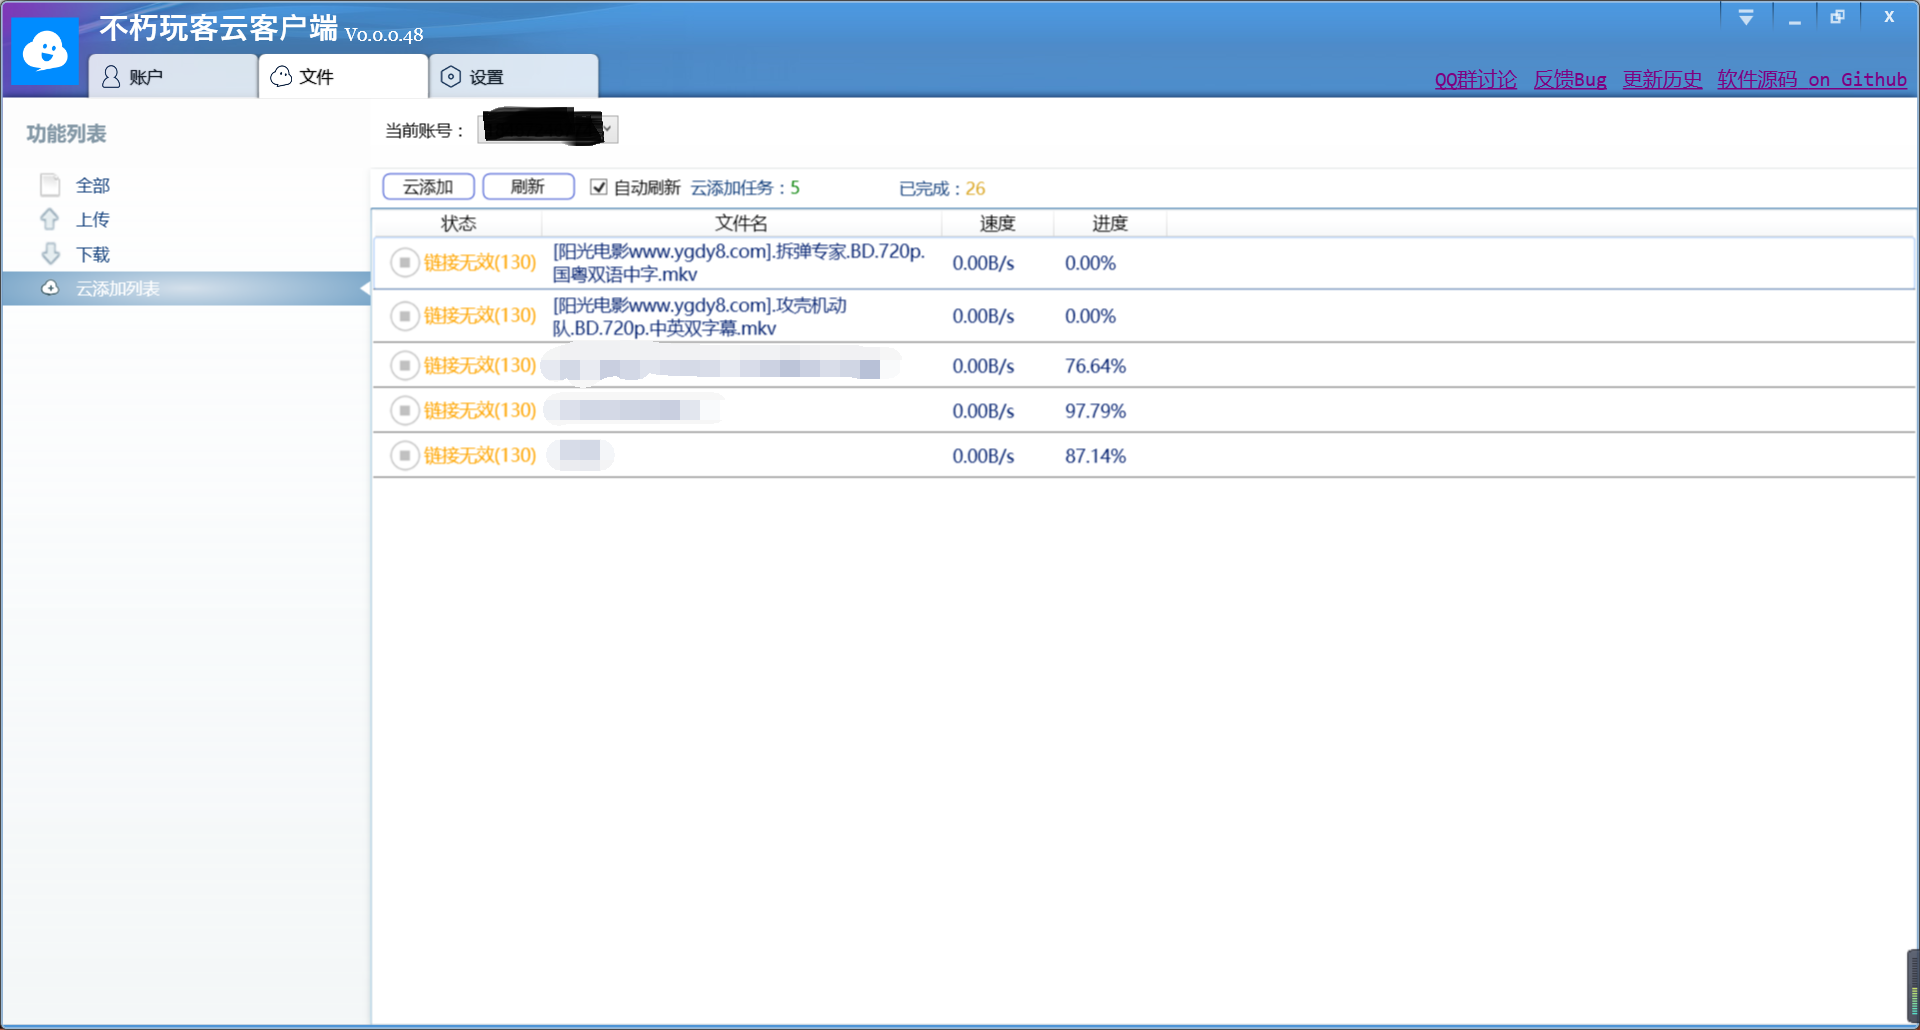 不朽玩客云客户端 V0.0.0.48
账户
文件
设置
QQ群讨论 反馈Bug 更新历史 软件源码 on Github
功能列表
全部
上传
下载
云添加列表
当前账号：
云添加 刷新 自动刷新 云添加任务：5 已完成：26
状态 文件名 速度 进度
链接无效(130) [阳光电影www.ygdy8.com].拆弹专家.BD.720p.
国粤双语中字.mkv 0.00B/s 0.00%
链接无效(130) [阳光电影www.ygdy8.com].攻壳机动
队.BD.720p.中英双字幕.mkv 0.00B/s 0.00%
链接无效(130) 0.00B/s 76.64%
链接无效(130) 0.00B/s 97.79%
链接无效(130) 0.00B/s 87.14%